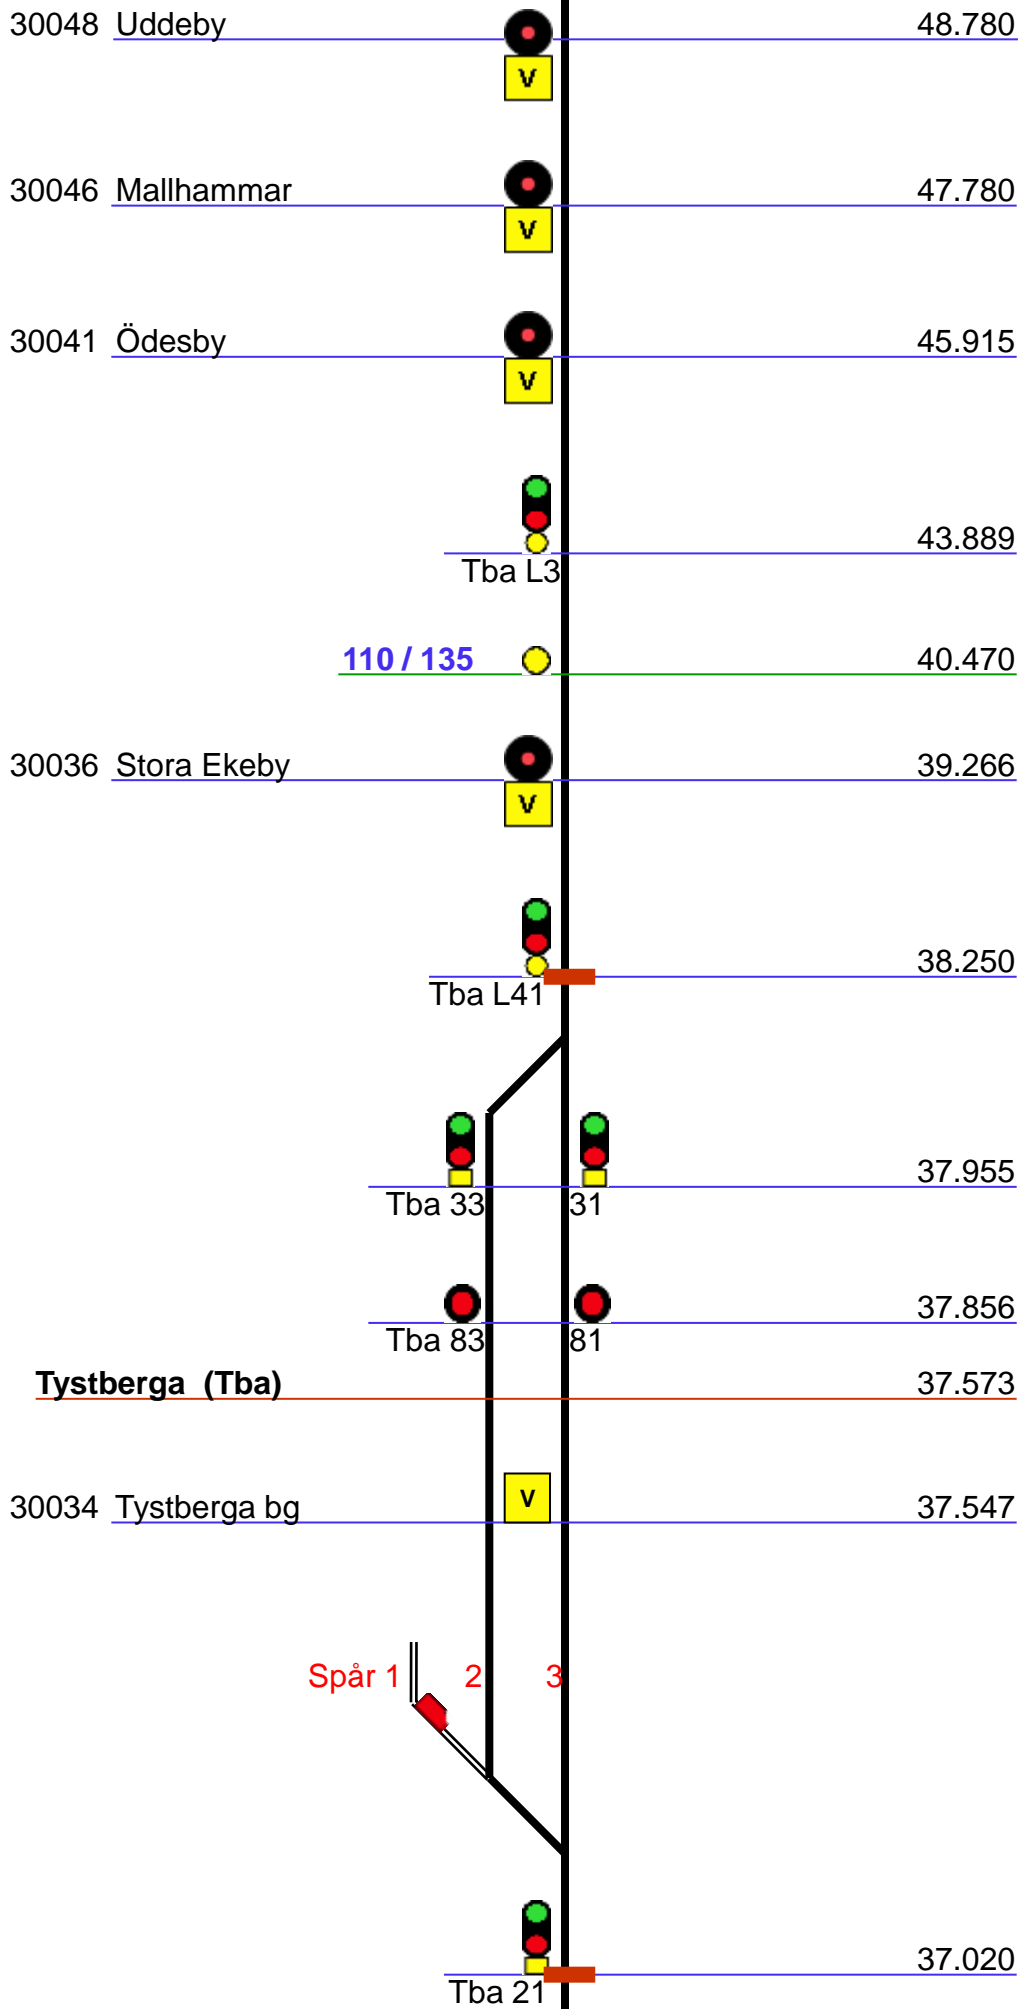 30048 Uddeby 48.780
V
30046 Mallhammar 47.780
V
30041 Ödesby 45.915
V
43.889
Tba L3
110 / 135 40.470
30036 Stora Ekeby 39.266
V
38.250
Tba L41
37.955
Tba 33 31
37.856
Tba 83 81
Tystberga (Tba) 37.573
V
30034 Tystberga bg 37.547
Spår 1 2 3
37.020
Tba 21